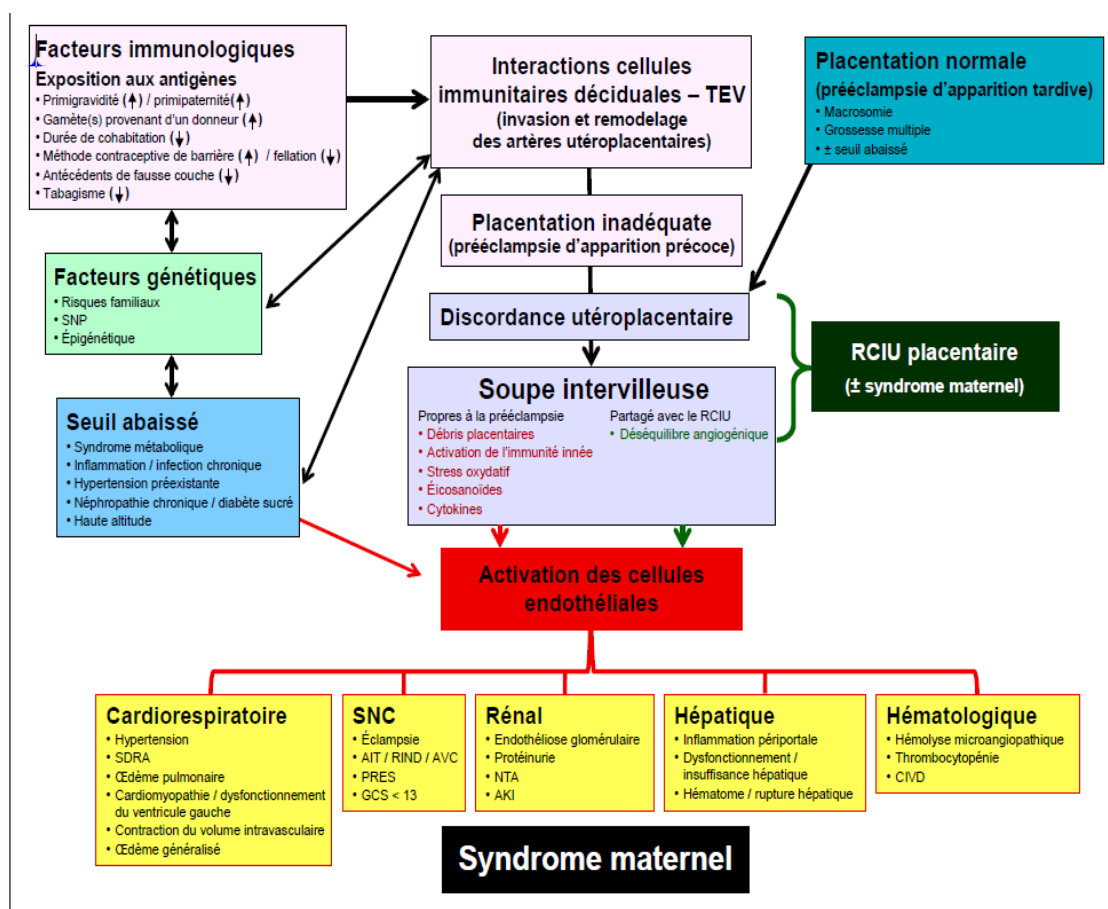 Facteurs immunologiques
Exposition aux antigènes
• Primigravidité (↑) / primipaternité(↑)
• Gamète(s) provenant d'un donneur (↑)
• Durée de cohabitation (↓)
• Méthode contraceptive de barrière (↑) / fellation (↓)
• Antécédents de fausse couche (↓)
• Tabagisme (↓)
Interactions cellules
immunitaires déciduales – TEV
(invasion et remodelage
des artères utéroplacentaires)
Placentation normale
(prééclampsie d'apparition tardive)
• Macrosomie
• Grossesse multiple
• ± seuil abaissé
Placentation inadéquate
(prééclampsie d'apparition précoce)
Facteurs génétiques
• Risques familiaux
• SNP
• Épigénétique
Discordance utéroplacentaire
RCIU placentaire
(± syndrome maternel)
Soupe intervilleuse
Propres à la prééclampsie
• Débris placentaires
• Activation de l'immunité innée
• Stress oxydatif
• Éicosanoïdes
• Cytokines
Partagé avec le RCIU
• Déséquilibre angiogénique
Seuil abaissé
• Syndrome métabolique
• Inflammation / infection chronique
• Hypertension préexistante
• Néphropathie chronique / diabète sucré
• Haute altitude
Activation des cellules
endothéliales
Cardiorespiratoire
• Hypertension
• SDRA
• Œdème pulmonaire
• Cardiomyopathie / dysfonctionnement
du ventricule gauche
• Contraction du volume intravasculaire
• Œdème généralisé
SNC
• Éclampsie
• AIT / RIND / AVC
• PRES
• GCS < 13
Rénal
• Endothéliose glomérulaire
• Protéinurie
• NTA
• AKI
Hépatique
• Inflammation périportale
• Dysfonctionnement /
insuffisance hépatique
• Hématome / rupture hépatique
Hématologique
• Hémolyse microangiopathique
• Thrombocytopénie
• CIVD
Syndrome maternel